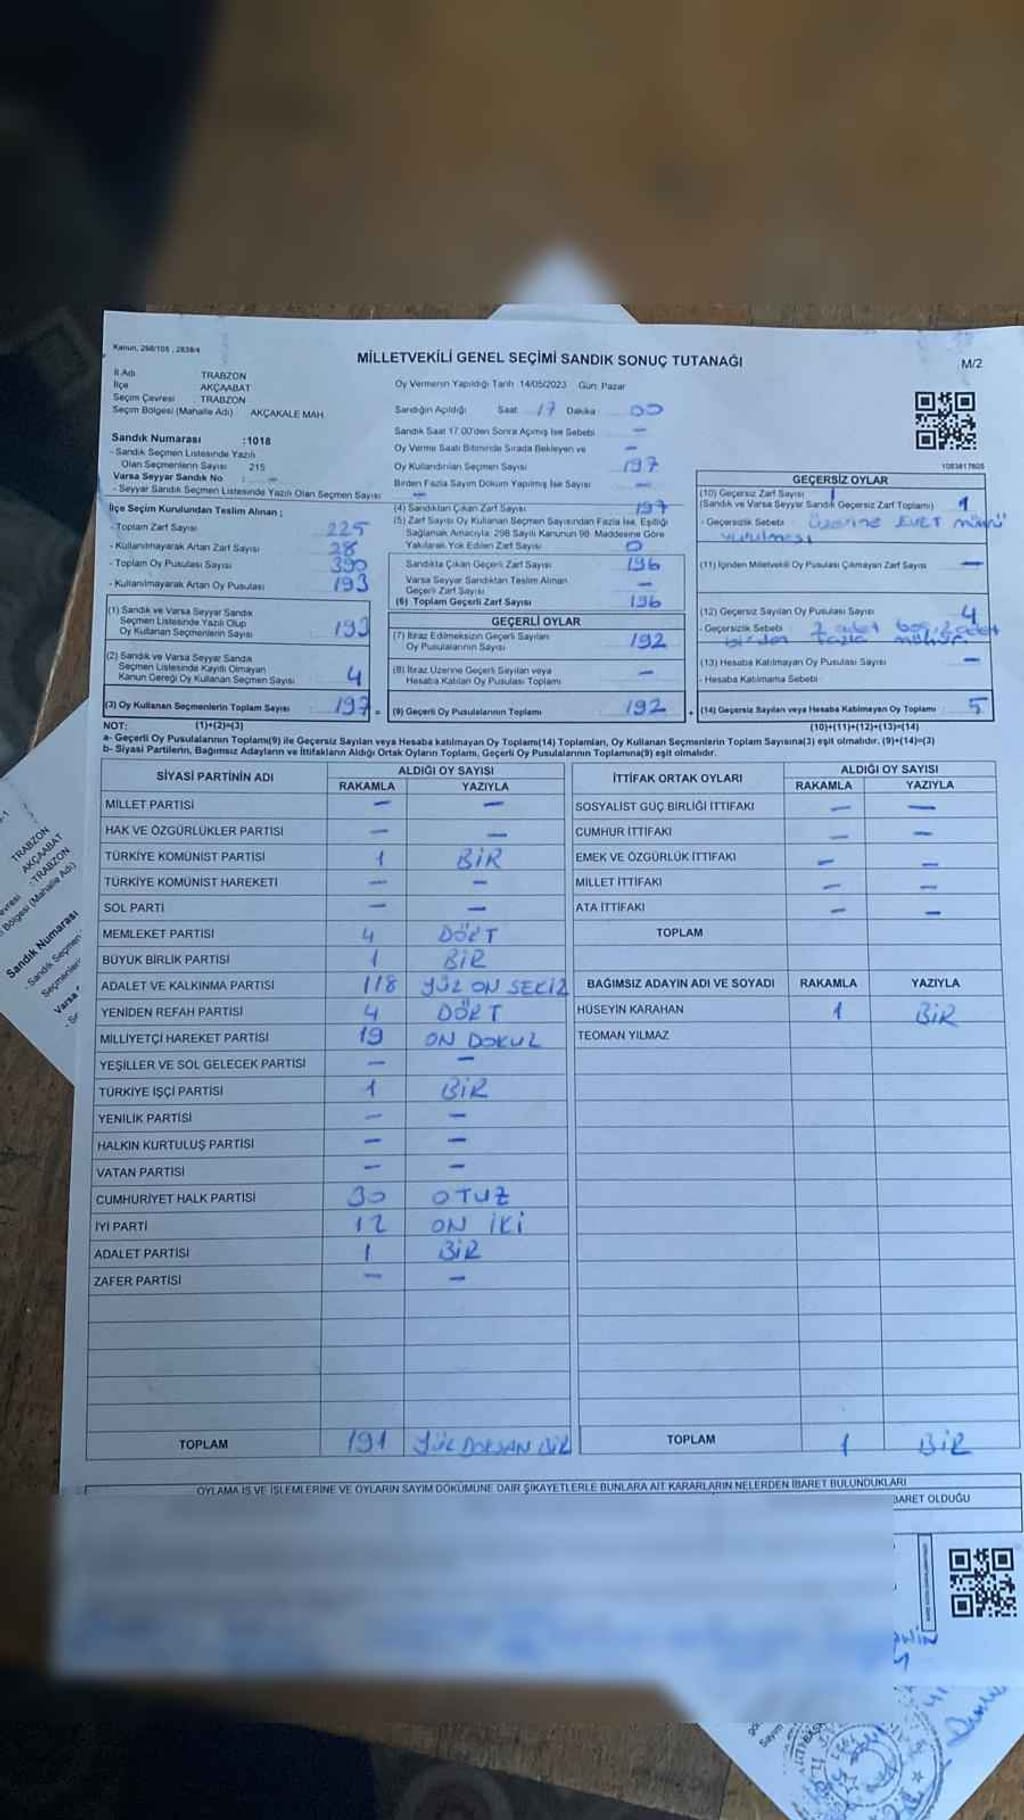 Kanun, 298/105 , 2839/4
MİLLETVEKİLİ GENEL SEÇİMİ SANDIK SONUÇ TUTANAĞI
M/2
İl Adı TRABZON
İlçe AKÇAABAT
Seçim Çevresi : TRABZON
Seçim Bölgesi (Mahalle Adı) AKÇAKALE MAH.
Sandık Numarası :1018
- Sandık Seçmen Listesinde Yazılı
Olan Seçmenlerin Sayısı 215
Varsa Seyyar Sandık No : -
- Seyyar Sandık Seçmen Listesinde Yazılı Olan Seçmen Sayısı -
Oy Vermenin Yapıldığı Tarih 14/05/2023 Gün: Pazar
Sandığın Açıldığı Saat 17 Dakika 00
Sandık Saat 17.00'den Sonra Açılmış İse Sebebi -
Oy Verme Saati Bitiminde Sırada Bekleyen ve -
Oy Kullandırılan Seçmen Sayısı 197
Birden Fazla Sayım Döküm Yapılmış İse Sayısı -
1083817805
İlçe Seçim Kurulundan Teslim Alınan ;
- Toplam Zarf Sayısı 225
- Kullanılmayarak Artan Zarf Sayısı 28
- Toplam Oy Pusulası Sayısı 390
- Kullanılmayarak Artan Oy Pusulası 193
(1) Sandık ve Varsa Seyyar Sandık
Seçmen Listesinde Yazılı Olup
Oy Kullanan Seçmenlerin Sayısı 193
(2) Sandık ve Varsa Seyyar Sandık
Seçmen Listesinde Kayıtlı Olmayan
Kanun Gereği Oy Kullanan Seçmen Sayısı 4
(3) Oy Kullanan Seçmenlerin Toplam Sayısı 197 =
(4) Sandıktan Çıkan Zarf Sayısı 197
(5) Zarf Sayısı Oy Kullanan Seçmen Sayısından Fazla İse, Eşitliği
Sağlamak Amacıyla; 298 Sayılı Kanunun 98. Maddesine Göre
Yakılarak Yok Edilen Zarf Sayısı 0
Sandıkta Çıkan Geçerli Zarf Sayısı 196
Varsa Seyyar Sandıktan Teslim Alınan
Geçerli Zarf Sayısı -
(6) Toplam Geçerli Zarf Sayısı 196
GEÇERLİ OYLAR
(7) İtiraz Edilmeksizin Geçerli Sayılan
Oy Pusulalarının Sayısı 192
(8) İtiraz Üzerine Geçerli Sayılan veya
Hesaba Katılan Oy Pusulası Toplamı -
(9) Geçerli Oy Pusulalarının Toplamı 192 +
GEÇERSİZ OYLAR
(10) Geçersiz Zarf Sayısı
(Sandık ve Varsa Seyyar Sandık Geçersiz Zarf Toplamı) 1
- Geçersizlik Sebebi üzerine EVET mührü
vurulması
(11) İçinden Milletvekili Oy Pusulası Çıkmayan Zarf Sayısı -
(12) Geçersiz Sayılan Oy Pusulası Sayısı 4
- Geçersizlik Sebebi 2 adet boş, 2 adet
birden fazla mühür
(13) Hesaba Katılmayan Oy Pusulası Sayısı -
- Hesaba Katılmama Sebebi
(14) Geçersiz Sayılan veya Hesaba Katılmayan Oy Toplamı 5
NOT: (1)+(2)=(3) (10)+(11)+(12)+(13)=(14)
a- Geçerli Oy Pusulalarının Toplamı(9) ile Geçersiz Sayılan veya Hesaba katılmayan Oy Toplamı(14) Toplamları, Oy Kullanan Seçmenlerin Toplam Sayısına(3) eşit olmalıdır. (9)+(14)=(3)
b- Siyasi Partilerin, Bağımsız Adayların ve İttifakların Aldığı Ortak Oyların Toplamı, Geçerli Oy Pusulalarının Toplamına(9) eşit olmalıdır.
SİYASİ PARTİNİN ADI ALDIĞI OY SAYISI
RAKAMLA YAZIYLA
MİLLET PARTİSİ - -
HAK VE ÖZGÜRLÜKLER PARTİSİ - -
TÜRKİYE KOMÜNİST PARTİSİ 1 BİR
TÜRKİYE KOMÜNİST HAREKETİ - -
SOL PARTİ - -
MEMLEKET PARTİSİ 4 DÖRT
BÜYÜK BİRLİK PARTİSİ 1 BİR
ADALET VE KALKINMA PARTİSİ 118 YÜZ ON SEKİZ
YENİDEN REFAH PARTİSİ 4 DÖRT
MİLLİYETÇİ HAREKET PARTİSİ 19 ON DOKUZ
YEŞİLLER VE SOL GELECEK PARTİSİ - -
TÜRKİYE İŞÇİ PARTİSİ 1 BİR
YENİLİK PARTİSİ - -
HALKIN KURTULUŞ PARTİSİ - -
VATAN PARTİSİ - -
CUMHURİYET HALK PARTİSİ 30 OTUZ
İYİ PARTİ 12 ON İKİ
ADALET PARTİSİ 1 BİR
ZAFER PARTİSİ - -
TOPLAM 191 YÜZ DOKSAN BİR
İTTİFAK ORTAK OYLARI ALDIĞI OY SAYISI
RAKAMLA YAZIYLA
SOSYALİST GÜÇ BİRLİĞİ İTTİFAKI - -
CUMHUR İTTİFAKI - -
EMEK VE ÖZGÜRLÜK İTTİFAKI - -
MİLLET İTTİFAKI - -
ATA İTTİFAKI - -
TOPLAM
BAĞIMSIZ ADAYIN ADI VE SOYADI RAKAMLA YAZIYLA
HÜSEYİN KARAHAN 1 BİR
TEOMAN YILMAZ
TOPLAM 1 BİR
OYLAMA İŞ VE İŞLEMLERİNE VE OYLARIN SAYIM DÖKÜMÜNE DAİR ŞİKAYETLERLE BUNLARA AİT KARARLARIN NELERDEN İBARET BULUNDUKLARI
BARET OLDUĞU
TRABZON
AKÇAABAT
: TRABZON
Bölgesi (Mahalle Adı)
Sandık Numarası
- Sandık Seçmen
Seçmenlerin
Varsa